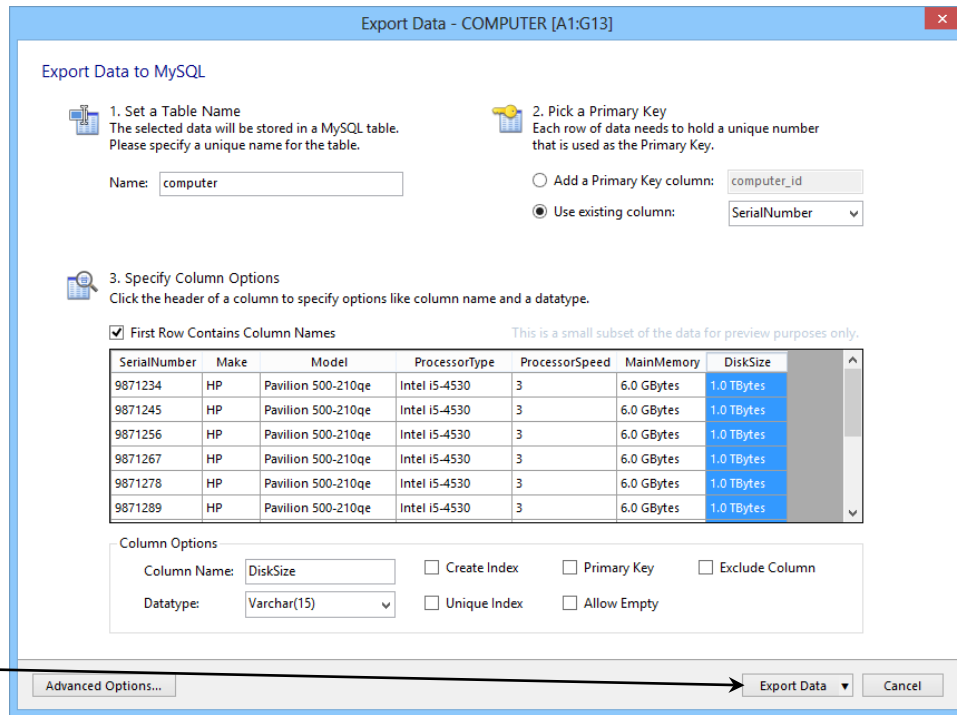 Export Data - COMPUTER [A1:G13]
Export Data to MySQL
1. Set a Table Name
The selected data will be stored in a MySQL table.
Please specify a unique name for the table.
Name: computer
2. Pick a Primary Key
Each row of data needs to hold a unique number
that is used as the Primary Key.
Add a Primary Key column: computer_id
Use existing column: SerialNumber
3. Specify Column Options
Click the header of a column to specify options like column name and a datatype.
First Row Contains Column Names This is a small subset of the data for preview purposes only.
SerialNumber Make Model ProcessorType ProcessorSpeed MainMemory DiskSize
9871234 HP Pavilion 500-210qe Intel i5-4530 3 6.0 GBytes 1.0 TBytes
9871245 HP Pavilion 500-210qe Intel i5-4530 3 6.0 GBytes 1.0 TBytes
9871256 HP Pavilion 500-210qe Intel i5-4530 3 6.0 GBytes 1.0 TBytes
9871267 HP Pavilion 500-210qe Intel i5-4530 3 6.0 GBytes 1.0 TBytes
9871278 HP Pavilion 500-210qe Intel i5-4530 3 6.0 GBytes 1.0 TBytes
9871289 HP Pavilion 500-210qe Intel i5-4530 3 6.0 GBytes 1.0 TBytes
Column Options
Column Name: DiskSize Create Index Primary Key Exclude Column
Datatype: Varchar(15) Unique Index Allow Empty
Advanced Options... Export Data Cancel